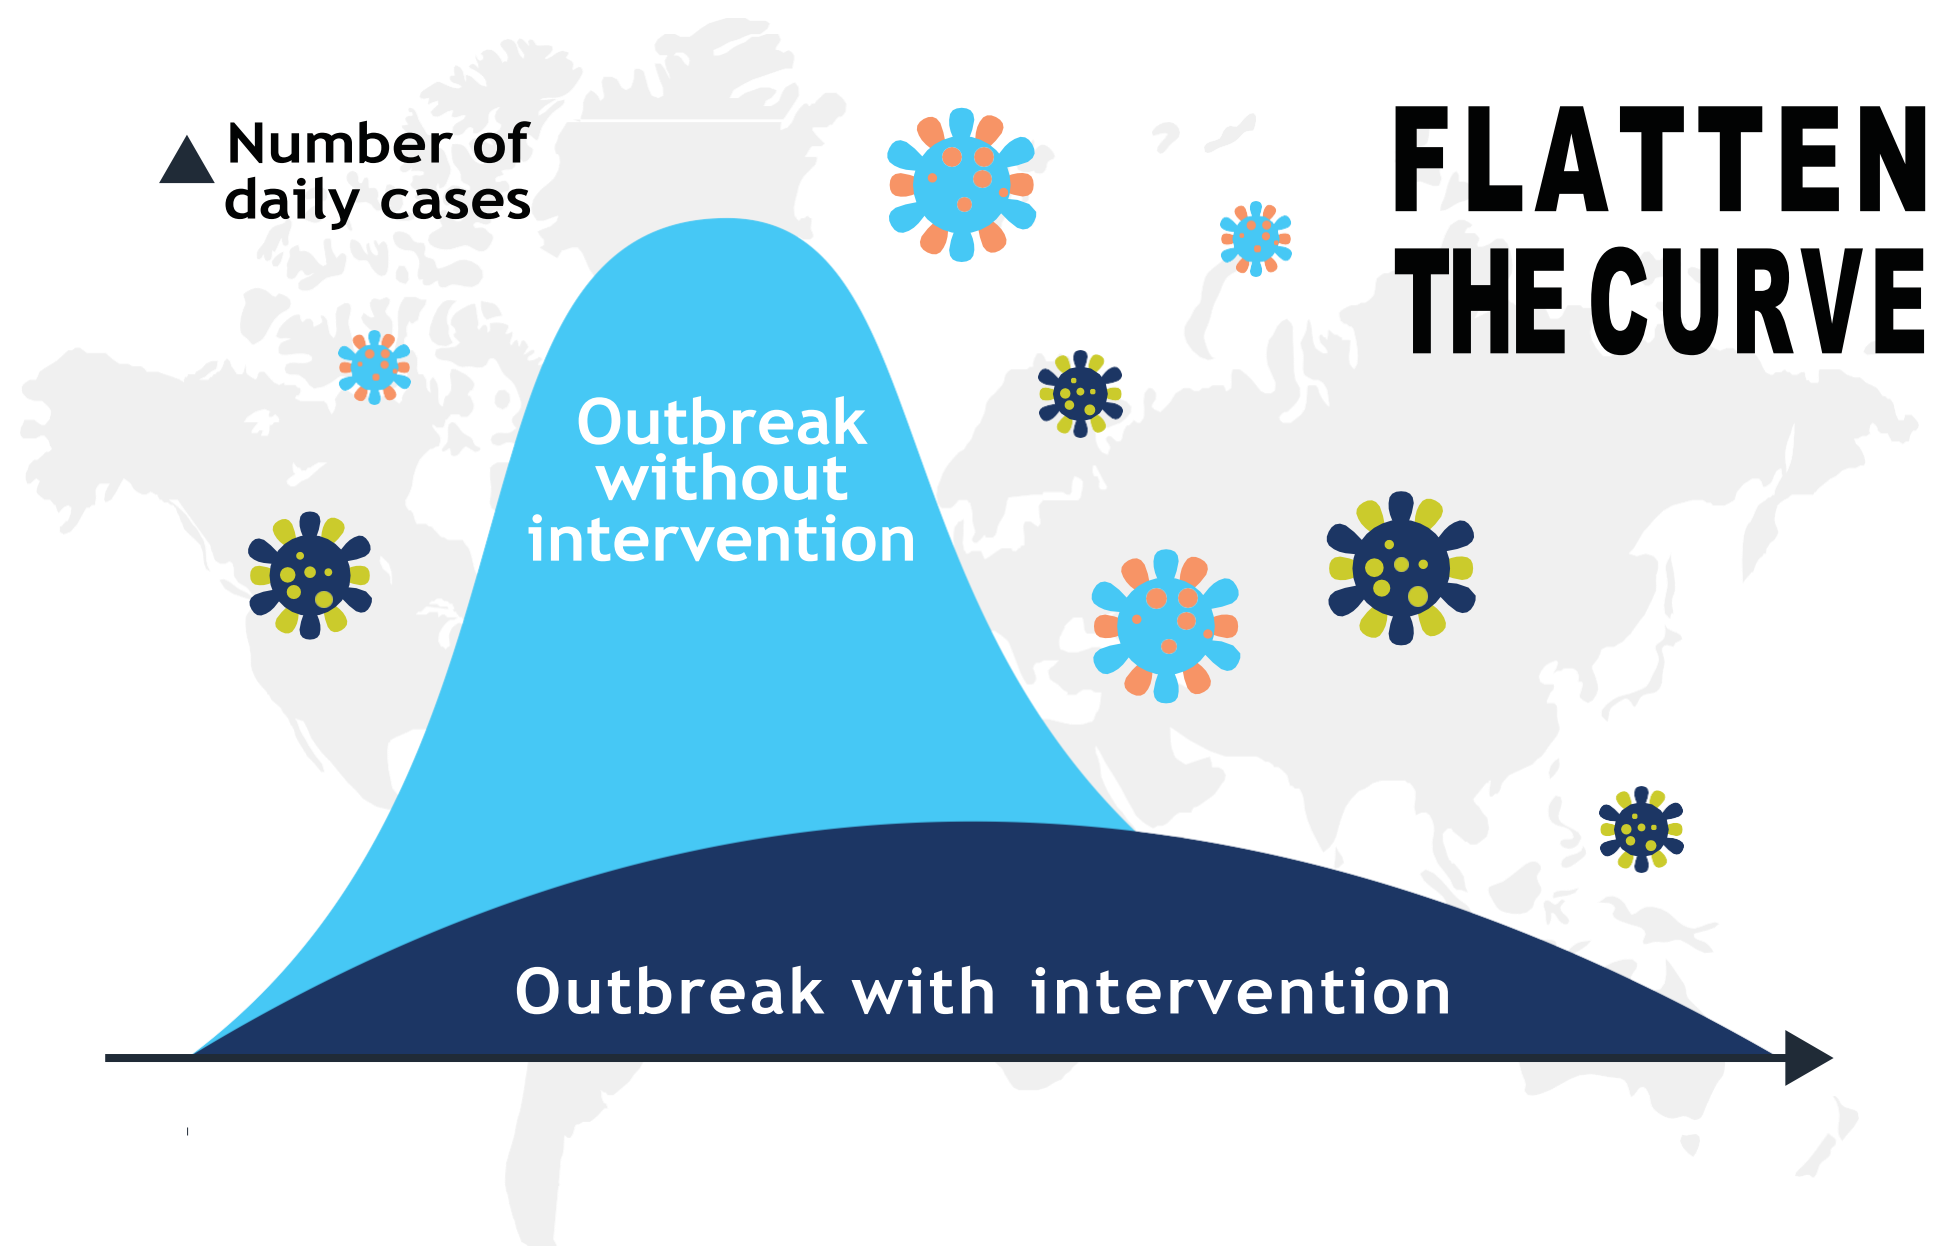 Number of
daily cases
FLATTEN
THE CURVE
Outbreak
without
intervention
Outbreak with intervention